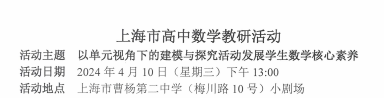 上海市高中数学教研活动
活动主题 以单元视角下的建模与探究活动发展学生数学核心素养
活动日期 2024 年 4 月 10 日（星期三）下午 13:00
活动地点 上海市曹杨第二中学（梅川路 10 号）小剧场